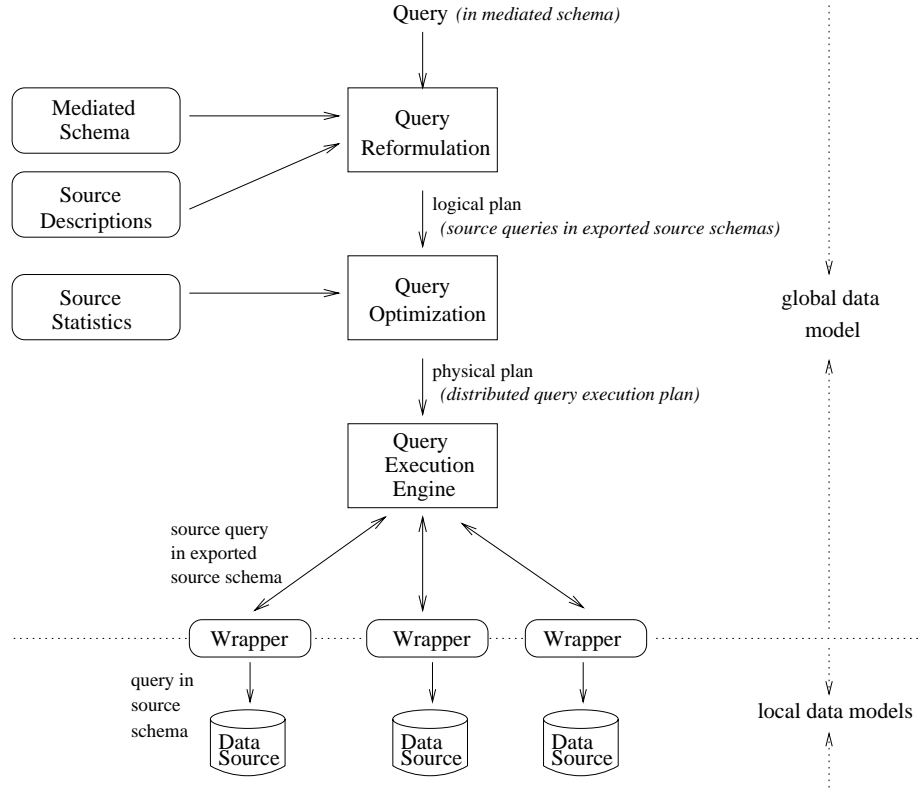 Query (in mediated schema)
Mediated
Schema
Query
Reformulation
Source
Descriptions
logical plan
(source queries in exported source schemas)
Source
Statistics
Query
Optimization
global data
model
physical plan
(distributed query execution plan)
Query
Execution
Engine
source query
in exported
source schema
Wrapper
Wrapper
Wrapper
query in
source
schema
Data
Source
Data
Source
Data
Source
local data models